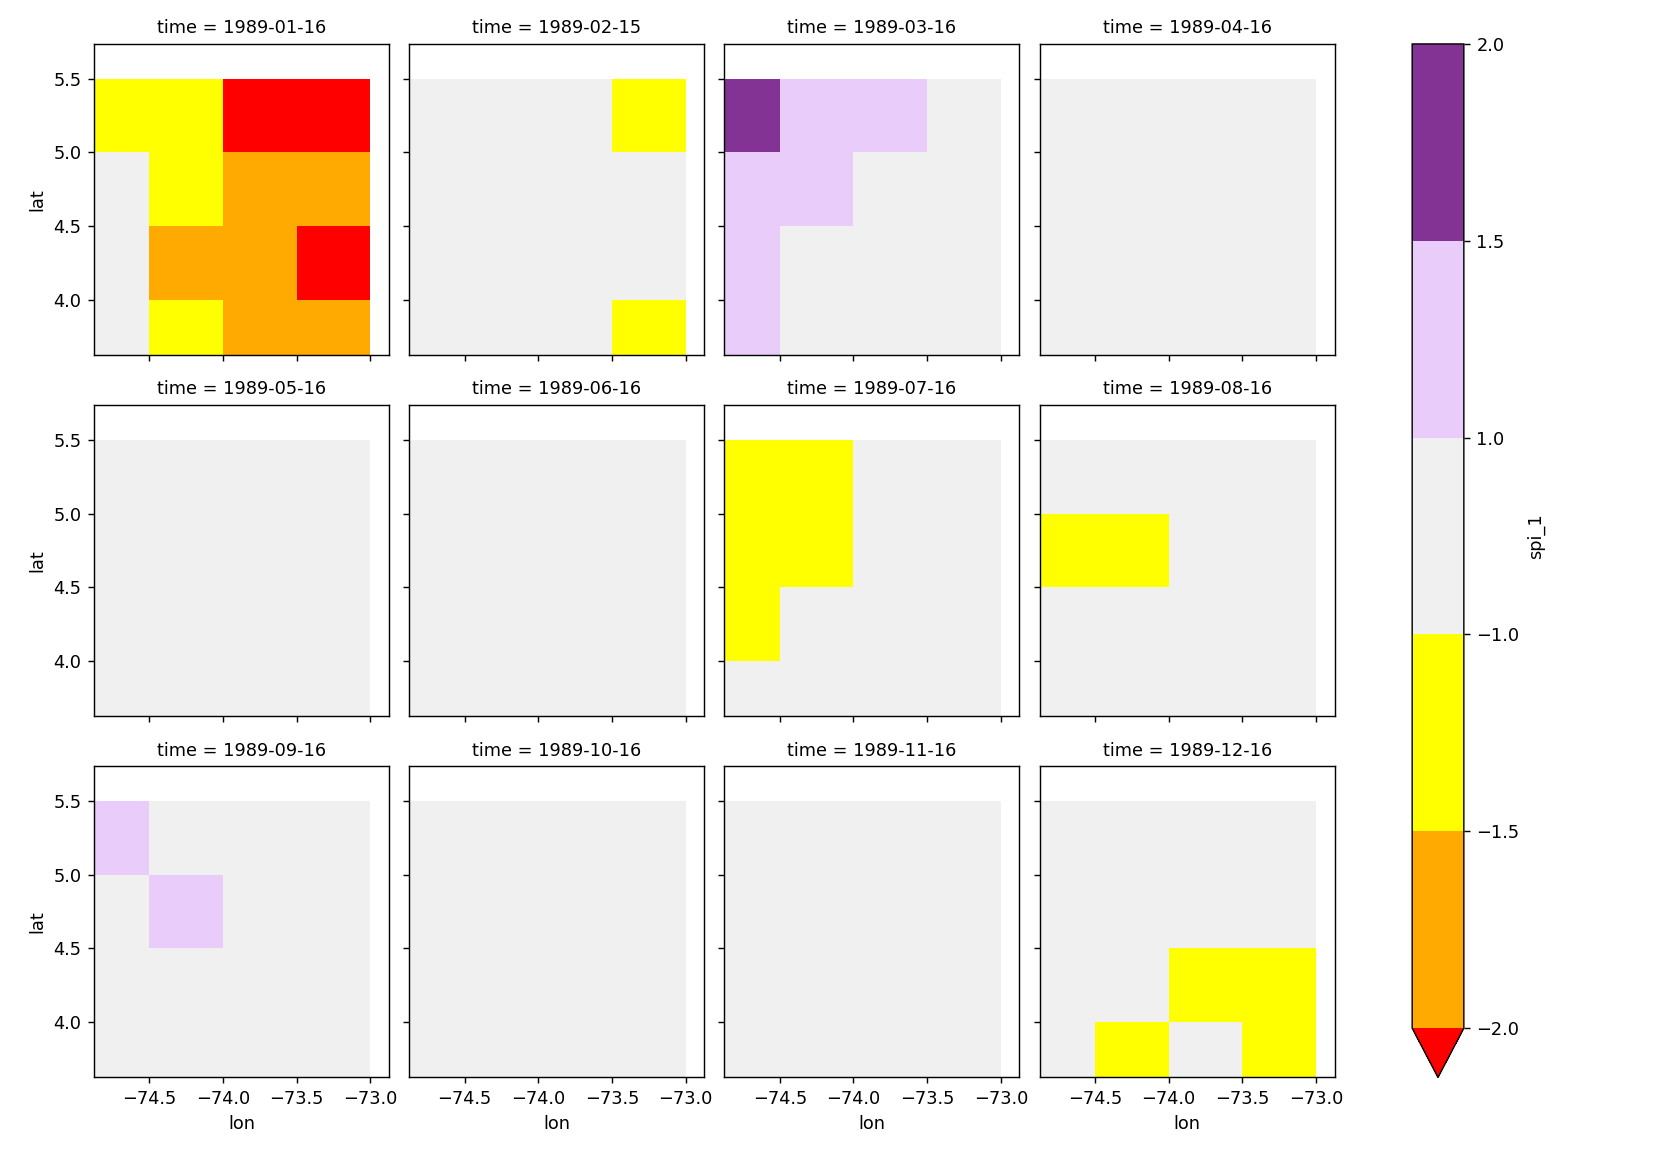 time = 1989-01-16
time = 1989-02-15
time = 1989-03-16
time = 1989-04-16
5.5
5.0
4.5
4.0
lat
time = 1989-05-16
time = 1989-06-16
time = 1989-07-16
time = 1989-08-16
5.5
5.0
4.5
4.0
lat
time = 1989-09-16
time = 1989-10-16
time = 1989-11-16
time = 1989-12-16
5.5
5.0
4.5
4.0
lat
−74.5 −74.0 −73.5 −73.0
lon
−74.5 −74.0 −73.5 −73.0
lon
−74.5 −74.0 −73.5 −73.0
lon
−74.5 −74.0 −73.5 −73.0
lon
2.0
1.5
1.0
−1.0
−1.5
−2.0
spi_1